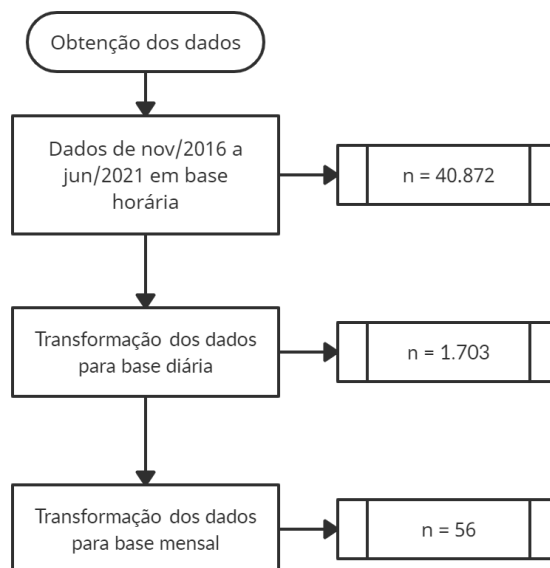 Obtenção dos dados
Dados de nov/2016 a
jun/2021 em base
horária
n = 40.872
Transformação dos dados
para base diária
n = 1.703
Transformação dos dados
para base mensal
n = 56